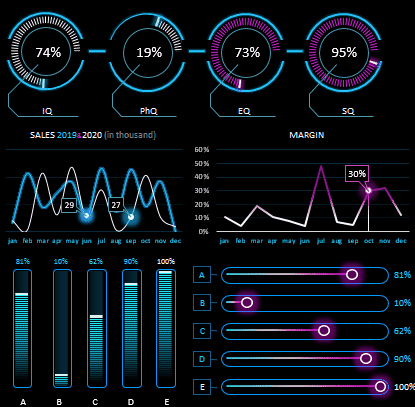 74% 19% 73% 95%
IQ PhQ EQ SQ
SALES 2019&2020 (in thousand)
MARGIN
60%
50%
40%
30%
20%
10%
0%
30%
29 27
jan feb mar apr may jun jul aug sep oct nov dec
jan feb mar apr may jun jul aug sep oct nov dec
81% 10% 62% 90% 100%
A B C D E
A 81%
B 10%
C 62%
D 90%
E 100%